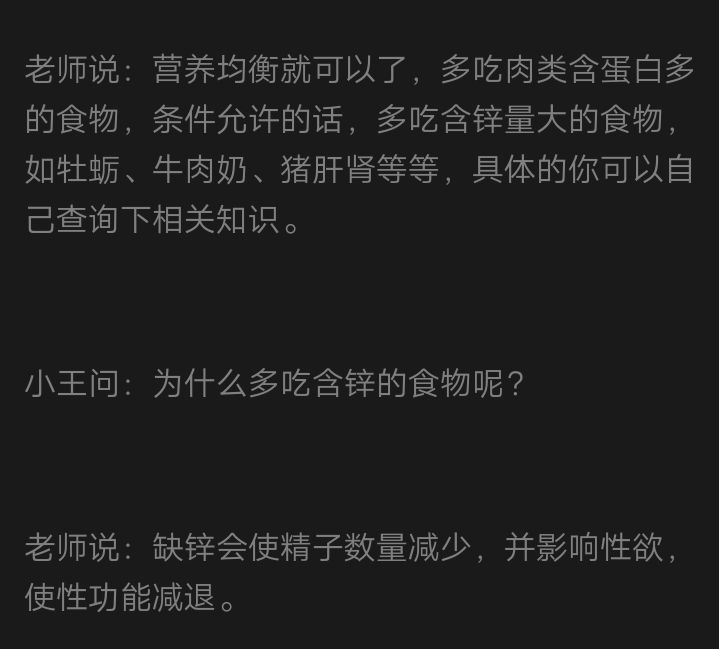 老师说：营养均衡就可以了，多吃肉类含蛋白多
的食物，条件允许的话，多吃含锌量大的食物，
如牡蛎、牛肉奶、猪肝肾等等，具体的你可以自
己查询下相关知识。
小王问：为什么多吃含锌的食物呢？
老师说：缺锌会使精子数量减少，并影响性欲，
使性功能减退。